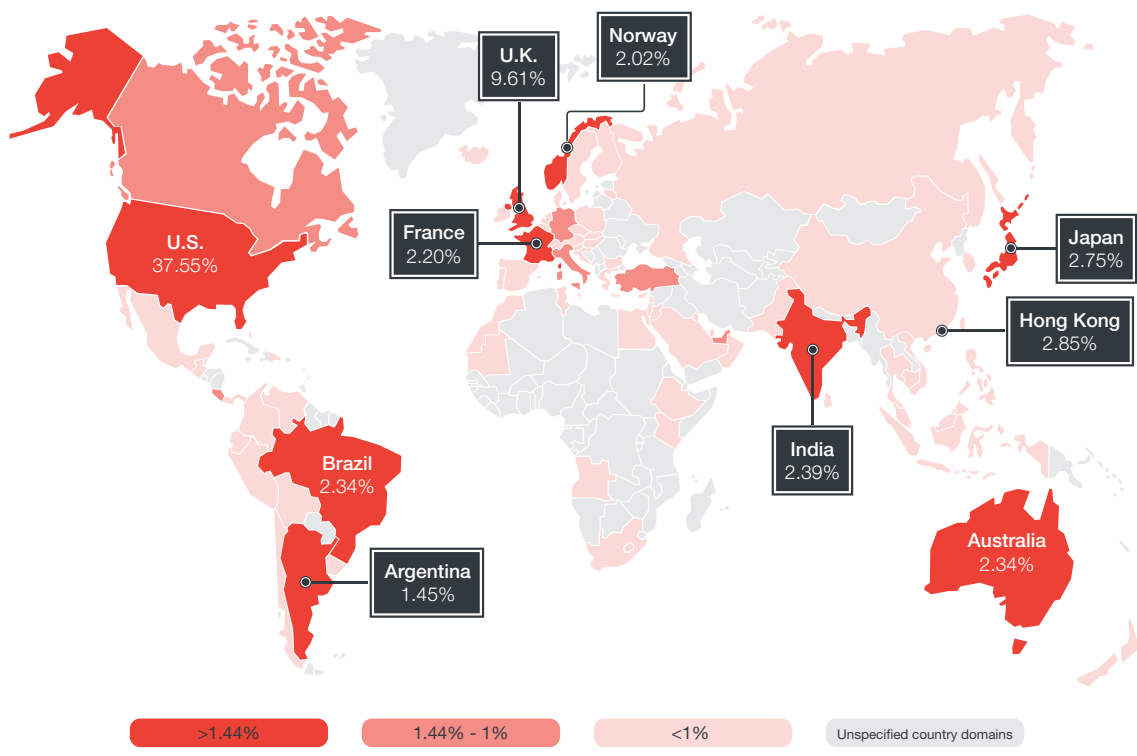 Norway
2.02%
U.K.
9.61%
France
2.20%
U.S.
37.55%
Japan
2.75%
Hong Kong
2.85%
India
2.39%
Brazil
2.34%
Australia
2.34%
Argentina
1.45%
>1.44%
1.44% - 1%
<1%
Unspecified country domains